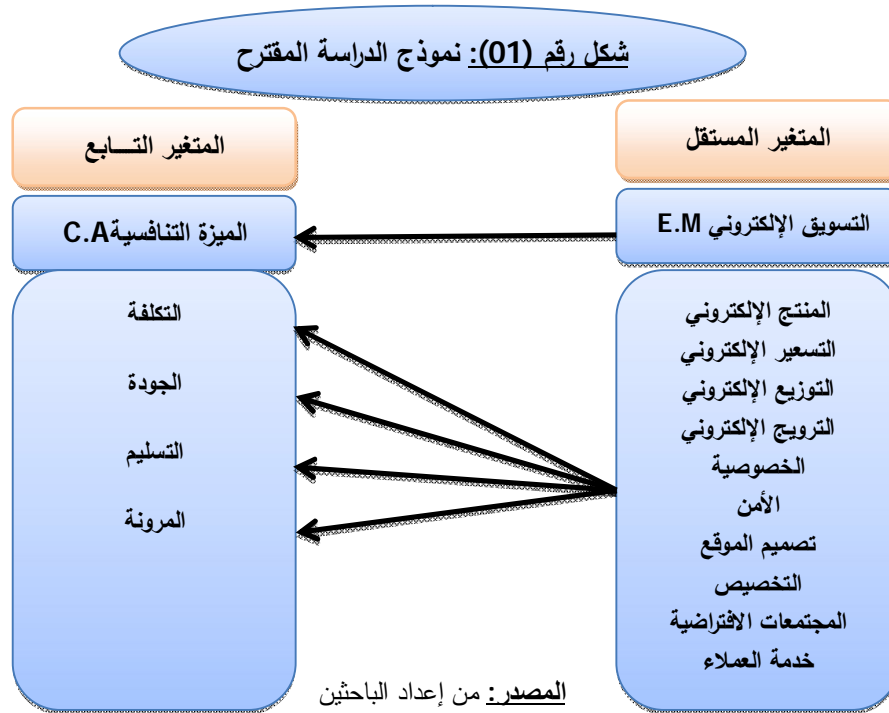 شكل رقم (01): نموذج الدراسة المقترح
المتغير المستقل
المتغير التـــابع
التسويق الإلكتروني E.M
الميزة التنافسية C.A
المنتج الإلكتروني
التسعير الإلكتروني
التوزيع الإلكتروني
الترويج الإلكتروني
الخصوصية
الأمن
تصميم الموقع
التخصيص
المجتمعات الافتراضية
خدمة العملاء
التكلفة
الجودة
التسليم
المرونة
المصدر: من إعداد الباحثين